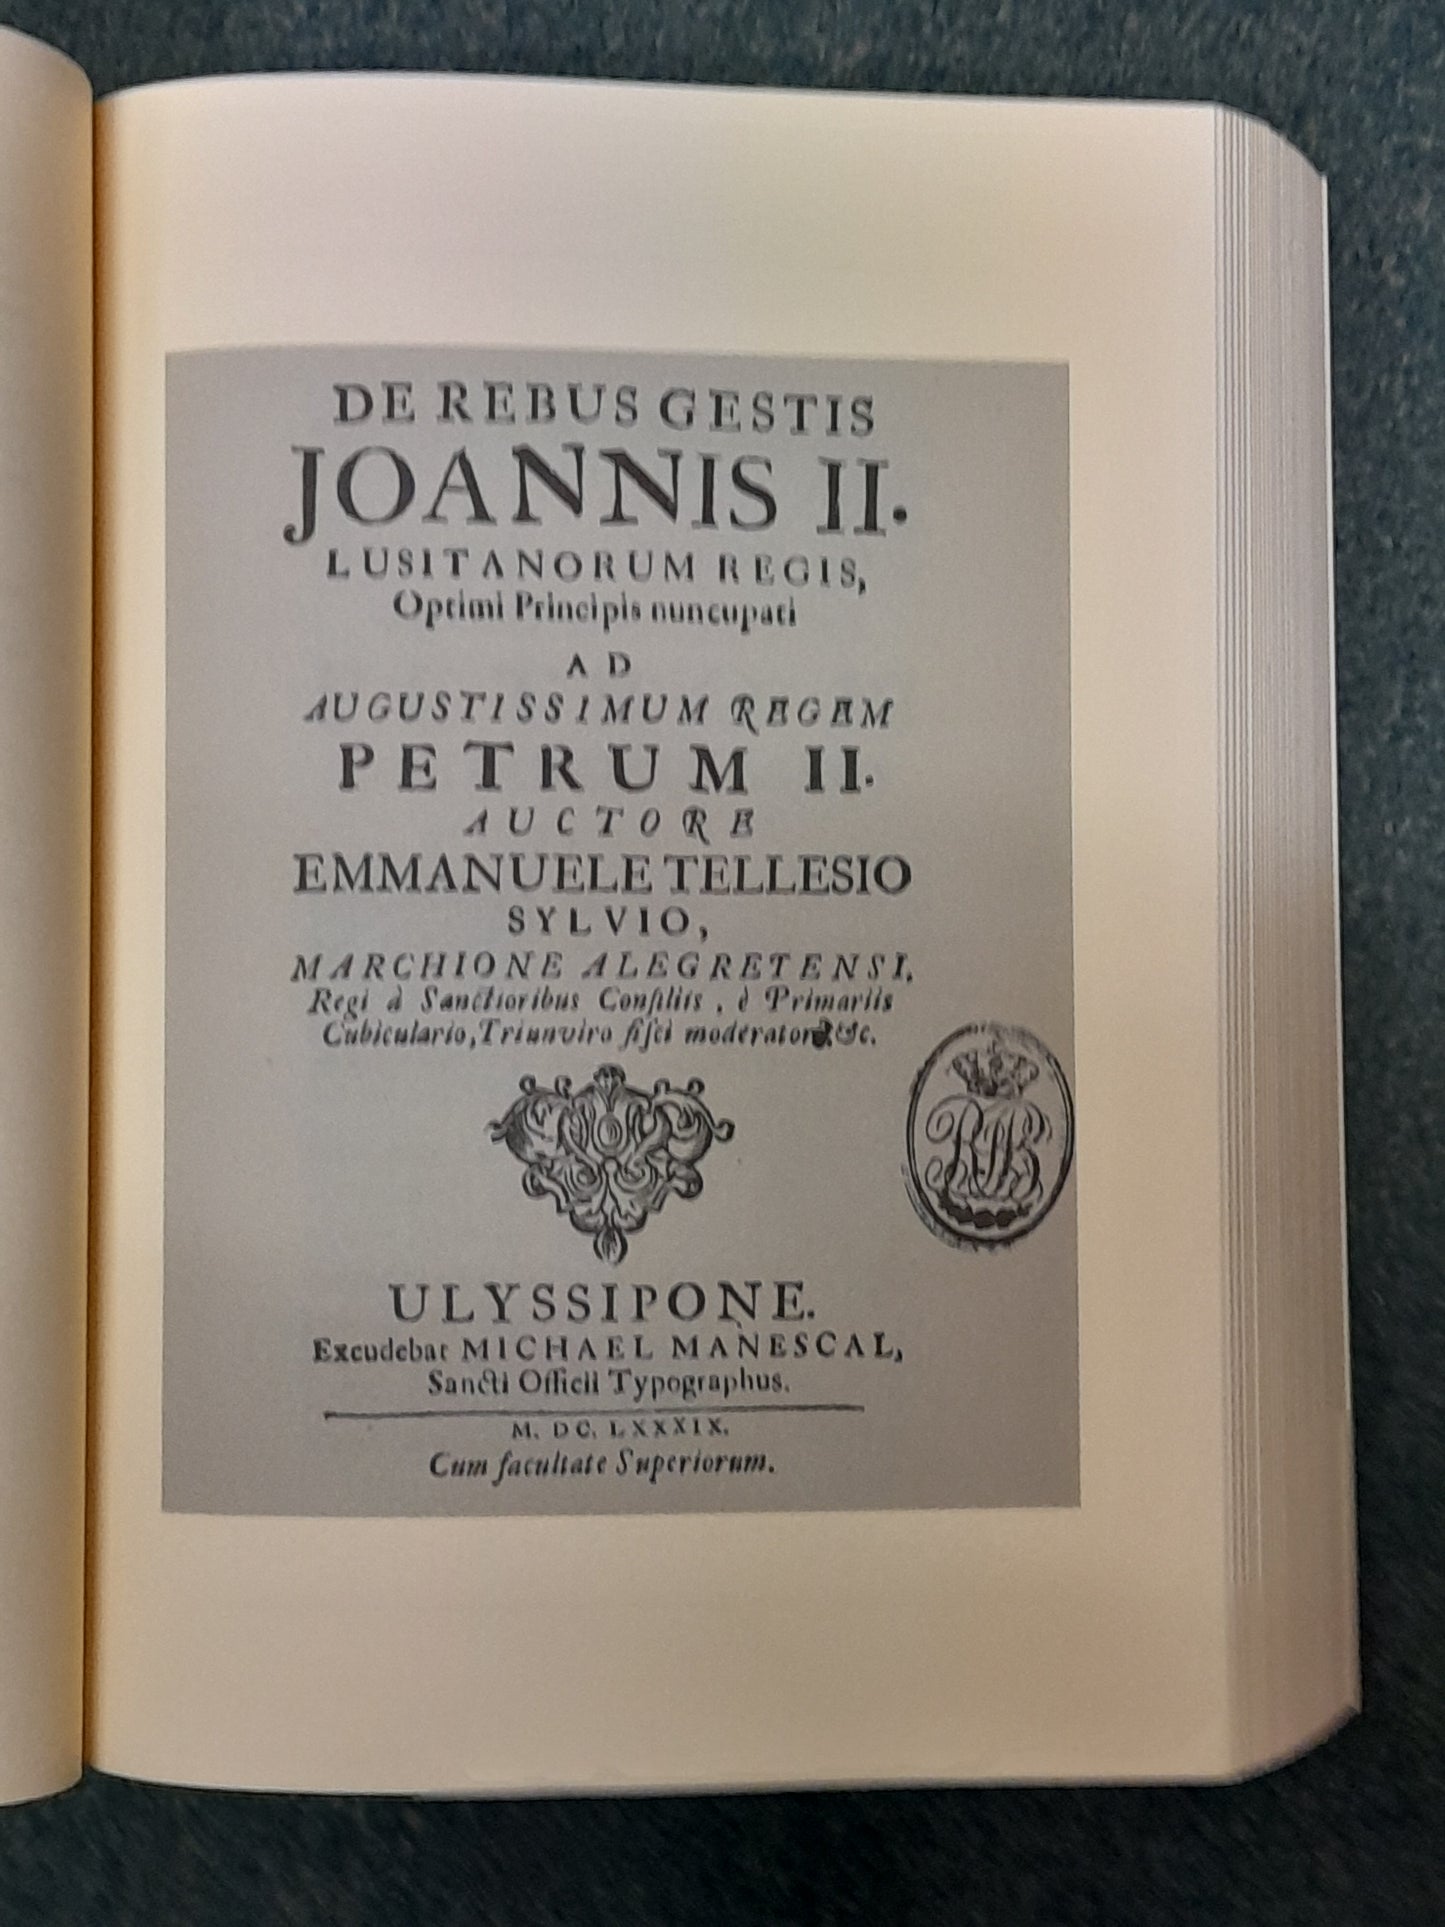 DE REBUS GESTIS
JOANNIS II.
LUSITANORUM REGIS,
Optimi Principis nuncupati
AD
AUGUSTISSIMUM REGEM
PETRUM II.
AUCTORE
EMMANUELE TELLESIO
SYLVIO,
MARCHIONE ALEGRETENSI,
Regi à Sanctioribus Conſiliis, è Primariis
Cubiculario, Triunviro fiſci moderatore, &c.
ULYSSIPONE.
Excudebat MICHAEL MANESCAL,
Sancti Officii Typographus.
M. DC. LXXXIX.
Cum facultate Superiorum.